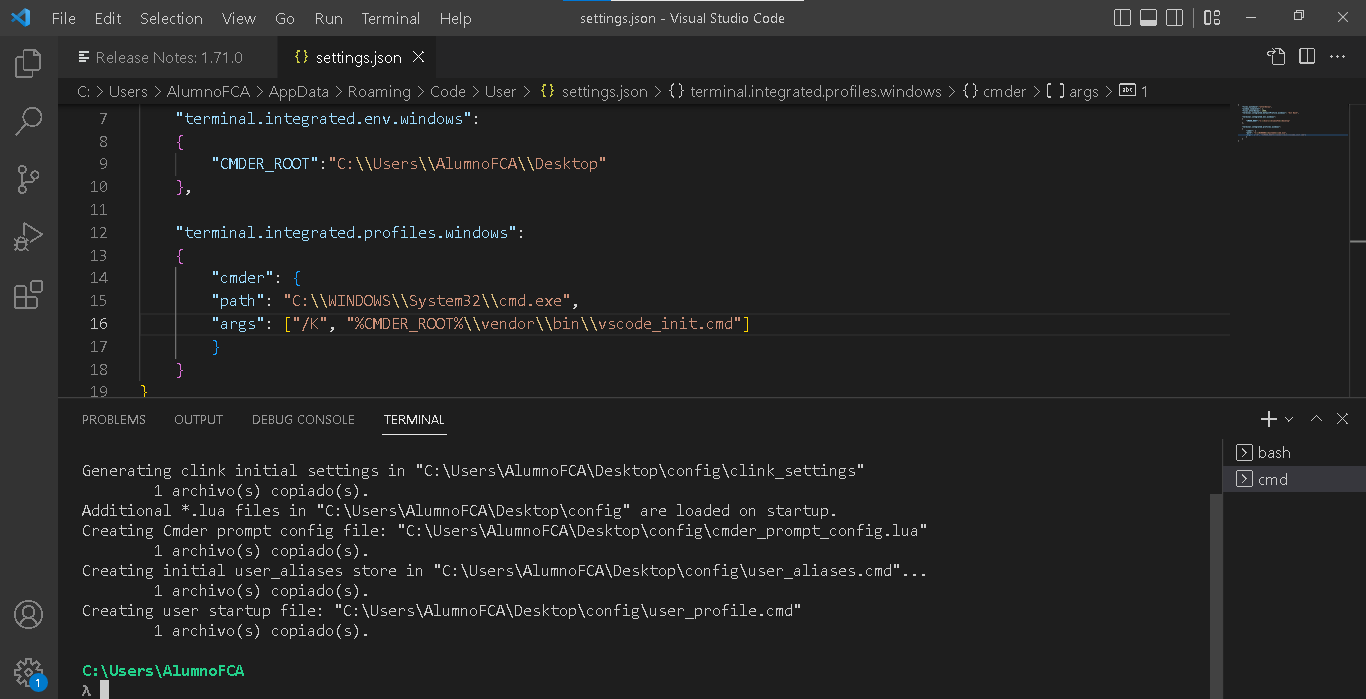 File Edit Selection View Go Run Terminal Help settings.json - Visual Studio Code
Release Notes: 1.71.0 {} settings.json
C: > Users > AlumnoFCA > AppData > Roaming > Code > User > {} settings.json > {} terminal.integrated.profiles.windows > {} cmder > [ ] args > abc 1
7 "terminal.integrated.env.windows":
8 {
9 "CMDER_ROOT":"C:\\Users\\AlumnoFCA\\Desktop"
10 },
11
12 "terminal.integrated.profiles.windows":
13 {
14 "cmder": {
15 "path": "C:\\WINDOWS\\System32\\cmd.exe",
16 "args": ["/K", "%CMDER_ROOT%\\vendor\\bin\\vscode_init.cmd"]
17 }
18 }
19 }
PROBLEMS OUTPUT DEBUG CONSOLE TERMINAL
Generating clink initial settings in "C:\Users\AlumnoFCA\Desktop\config\clink_settings"
1 archivo(s) copiado(s).
Additional *.lua files in "C:\Users\AlumnoFCA\Desktop\config" are loaded on startup.
Creating Cmder prompt config file: "C:\Users\AlumnoFCA\Desktop\config\cmder_prompt_config.lua"
1 archivo(s) copiado(s).
Creating initial user_aliases store in "C:\Users\AlumnoFCA\Desktop\config\user_aliases.cmd"...
1 archivo(s) copiado(s).
Creating user startup file: "C:\Users\AlumnoFCA\Desktop\config\user_profile.cmd"
1 archivo(s) copiado(s).
C:\Users\AlumnoFCA
λ
bash
cmd
1